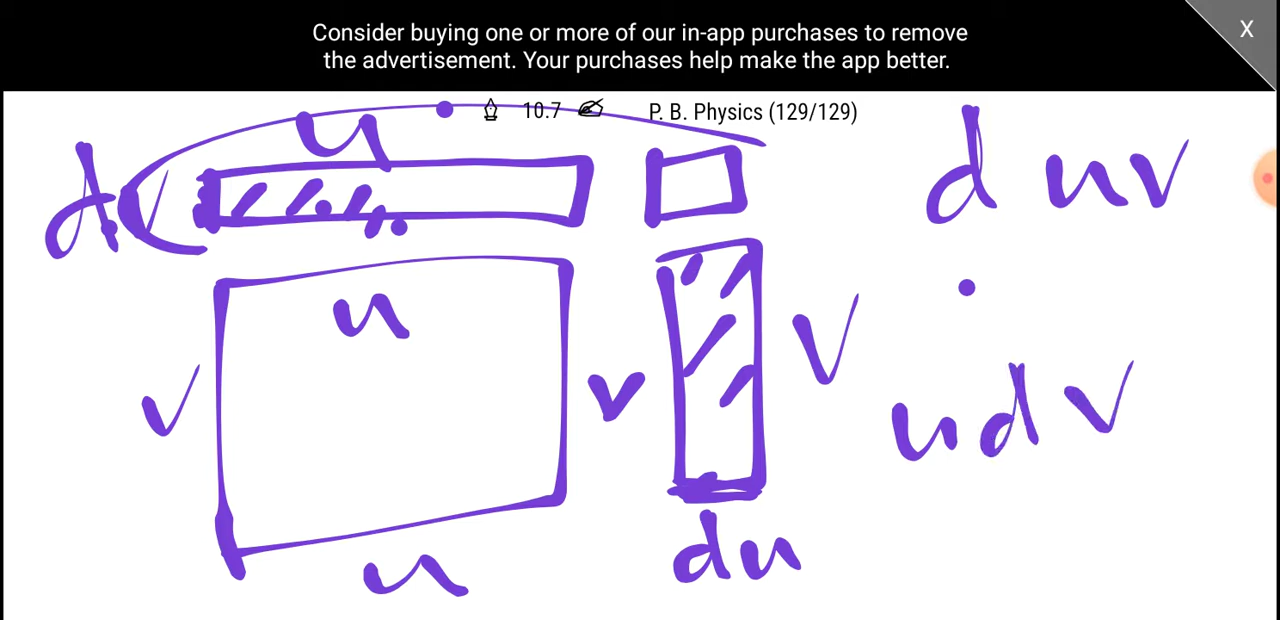 Consider buying one or more of our in-app purchases to remove
the advertisement. Your purchases help make the app better.
X
10.7
P. B. Physics (129/129)
u
dv
d uv
u
v
v
v
u d v
u
du